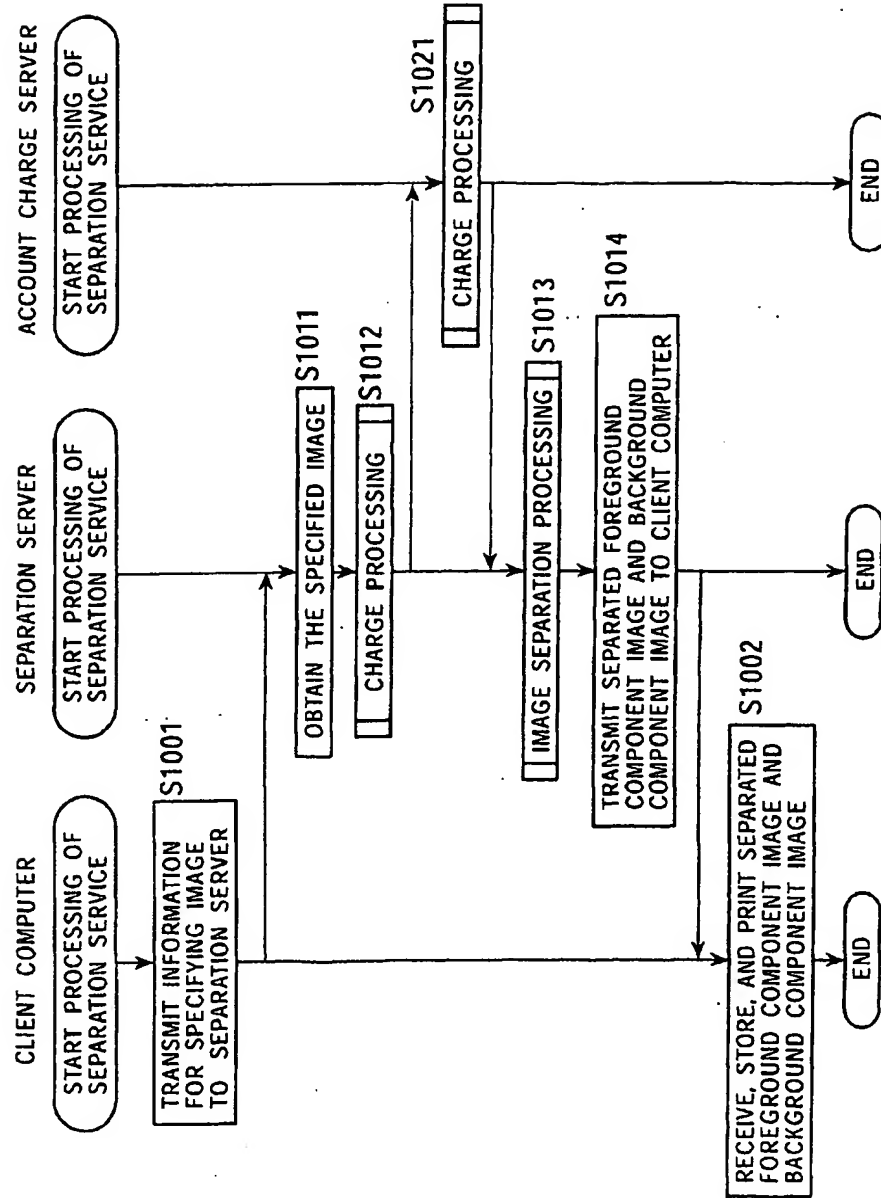 CLIENT COMPUTER
START PROCESSING OF
SEPARATION SERVICE
S1001
TRANSMIT INFORMATION
FOR SPECIFYING IMAGE
TO SEPARATION SERVER
S1002
RECEIVE, STORE, AND PRINT SEPARATED
FOREGROUND COMPONENT IMAGE AND
BACKGROUND COMPONENT IMAGE
END
SEPARATION SERVER
START PROCESSING OF
SEPARATION SERVICE
S1011
OBTAIN THE SPECIFIED IMAGE
S1012
CHARGE PROCESSING
S1013
IMAGE SEPARATION PROCESSING
S1014
TRANSMIT SEPARATED FOREGROUND
COMPONENT IMAGE AND BACKGROUND
COMPONENT IMAGE TO CLIENT COMPUTER
END
ACCOUNT CHARGE SERVER
START PROCESSING OF
SEPARATION SERVICE
S1021
CHARGE PROCESSING
END